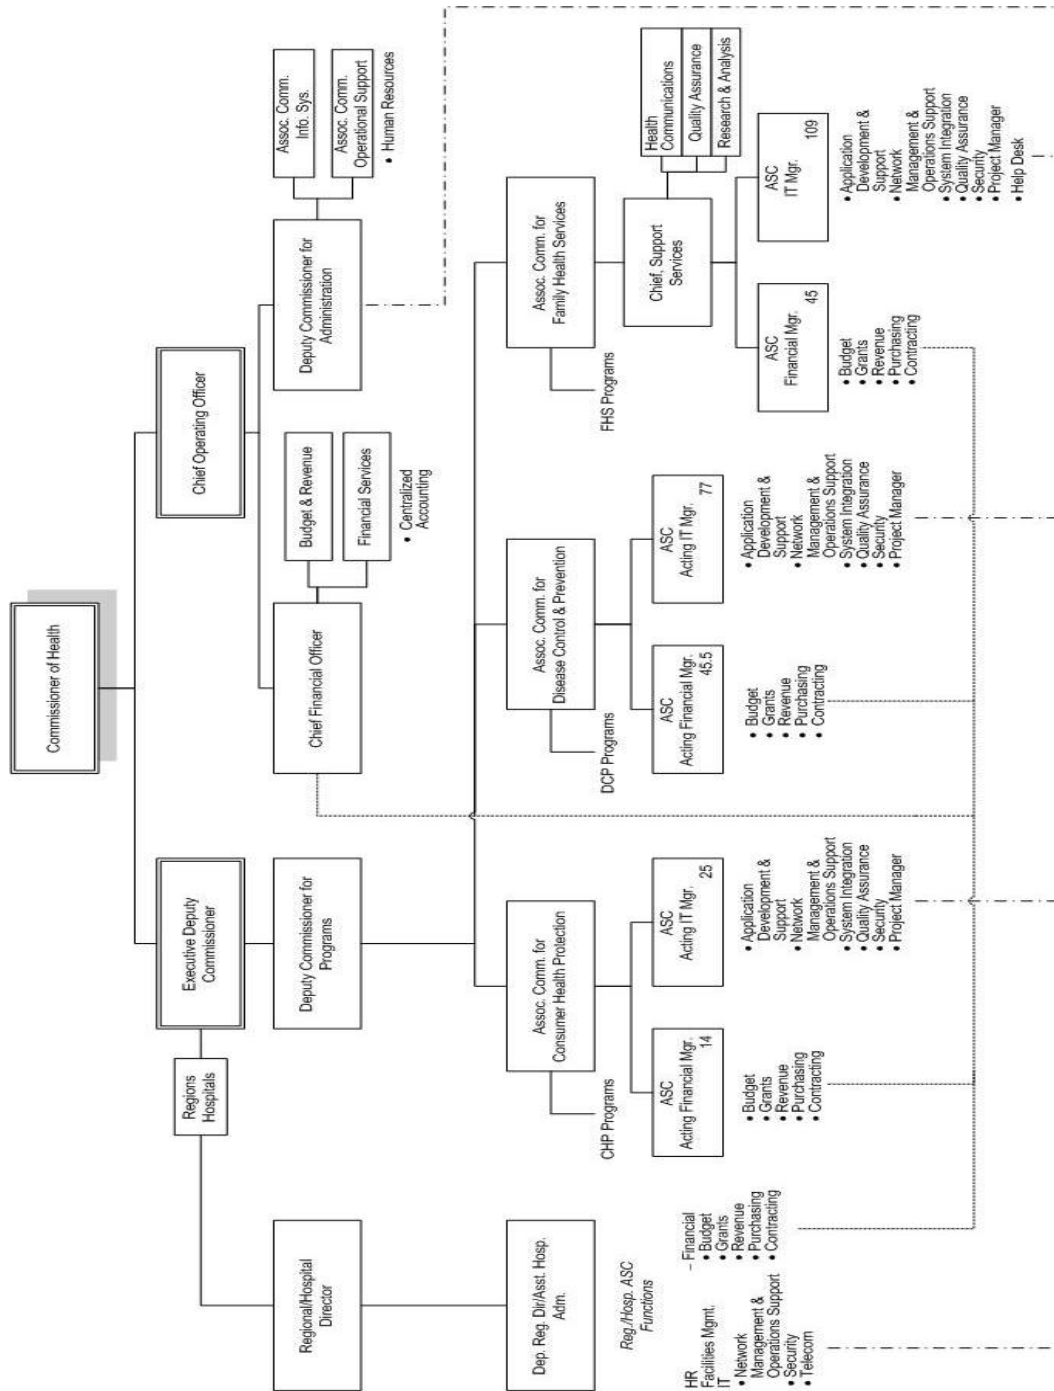 Commissioner of Health
Executive Deputy
Commissioner
Chief Operating Officer
Regions
Hospitals
Regional/Hospital
Director
Deputy Commissioner for
Programs
Chief Financial Officer
Budget & Revenue
Financial Services
• Centralized
Accounting
Deputy Commissioner for
Administration
Assoc. Comm.
Info. Sys.
Assoc. Comm.
Operational Support
• Human Resources
Dep. Reg. Dir/Asst. Hosp.
Adm.
Assoc. Comm. for
Consumer Health Protection
Assoc. Comm. for
Disease Control & Prevention
Assoc. Comm. for
Family Health Services
CHP Programs
DCP Programs
FHS Programs
Chief, Support
Services
Health
Communications
Quality Assurance
Research & Analysis
Reg./Hosp. ASC
Functions
HR
Facilities Mgmt.
IT
• Network
Management &
Operations Support
• Security
• Telecom
– Financial
• Budget
• Grants
• Revenue
• Purchasing
• Contracting
ASC
Acting Financial Mgr.
14
• Budget
• Grants
• Revenue
• Purchasing
• Contracting
ASC
Acting IT Mgr.
25
• Application
Development &
Support
• Network
Management &
Operations Support
• System Integration
• Quality Assurance
• Security
• Project Manager
ASC
Acting Financial Mgr.
45.5
• Budget
• Grants
• Revenue
• Purchasing
• Contracting
ASC
Acting IT Mgr.
77
• Application
Development &
Support
• Network
Management &
Operations Support
• System Integration
• Quality Assurance
• Security
• Project Manager
ASC
Financial Mgr.
45
• Budget
• Grants
• Revenue
• Purchasing
• Contracting
ASC
IT Mgr.
109
• Application
Development &
Support
• Network
Management &
Operations Support
• System Integration
• Quality Assurance
• Security
• Project Manager
• Help Desk